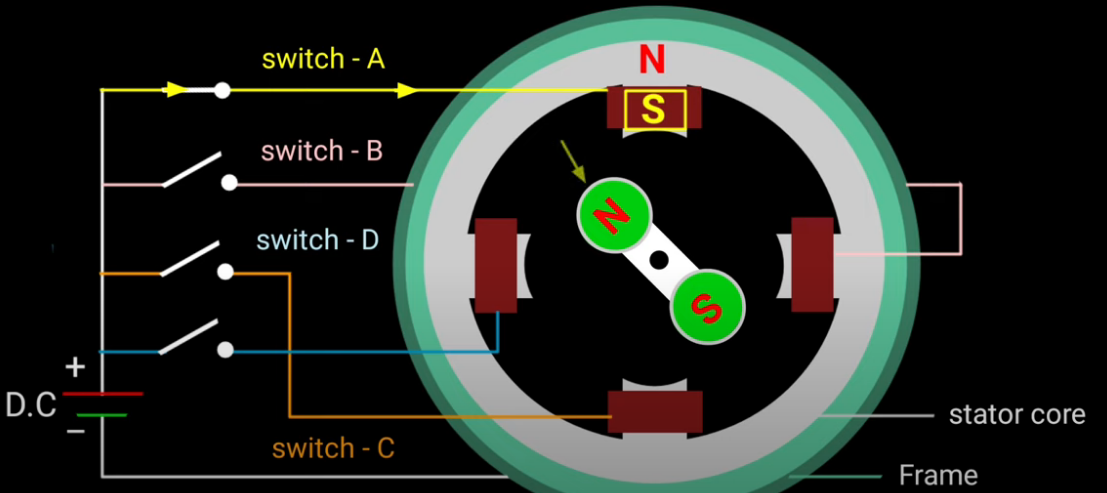 N
switch - A
S
switch - B
N
switch - D
S
+
D.C
−
stator core
switch - C
Frame